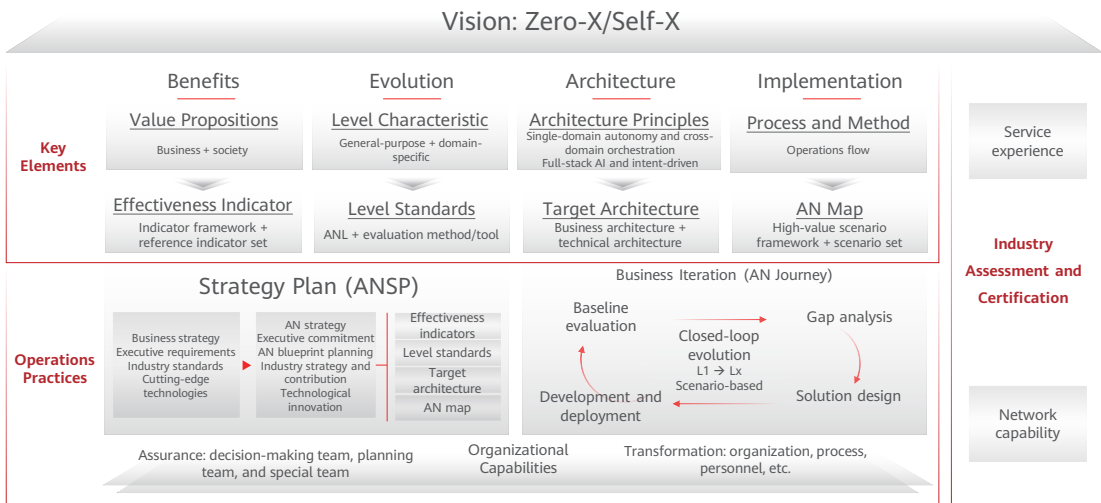 Vision: Zero-X/Self-X
Key
Elements
Benefits
Value Propositions
Business + society
Effectiveness Indicator
Indicator framework +
reference indicator set
Evolution
Level Characteristic
General-purpose + domain-
specific
Level Standards
ANL + evaluation method/tool
Architecture
Architecture Principles
Single-domain autonomy and cross-
domain orchestration
Full-stack AI and intent-driven
Target Architecture
Business architecture +
technical architecture
Implementation
Process and Method
Operations flow
AN Map
High-value scenario
framework + scenario set
Operations
Practices
Strategy Plan (ANSP)
Business strategy
Executive requirements
Industry standards
Cutting-edge
technologies
AN strategy
Executive commitment
AN blueprint planning
Industry strategy and
contribution
Technological
innovation
Effectiveness
indicators
Level standards
Target
architecture
AN map
Business Iteration (AN Journey)
Baseline
evaluation
Gap analysis
Closed-loop
evolution
L1 → Lx
Scenario-based
Development and
deployment
Solution design
Assurance: decision-making team, planning
team, and special team
Organizational
Capabilities
Transformation: organization, process,
personnel, etc.
Service
experience
Industry
Assessment and
Certification
Network
capability